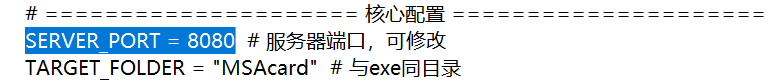 # ===================== 核心配置 =====================
SERVER_PORT = 8080  # 服务器端口，可修改
TARGET_FOLDER = "MSAcard"  # 与exe同目录